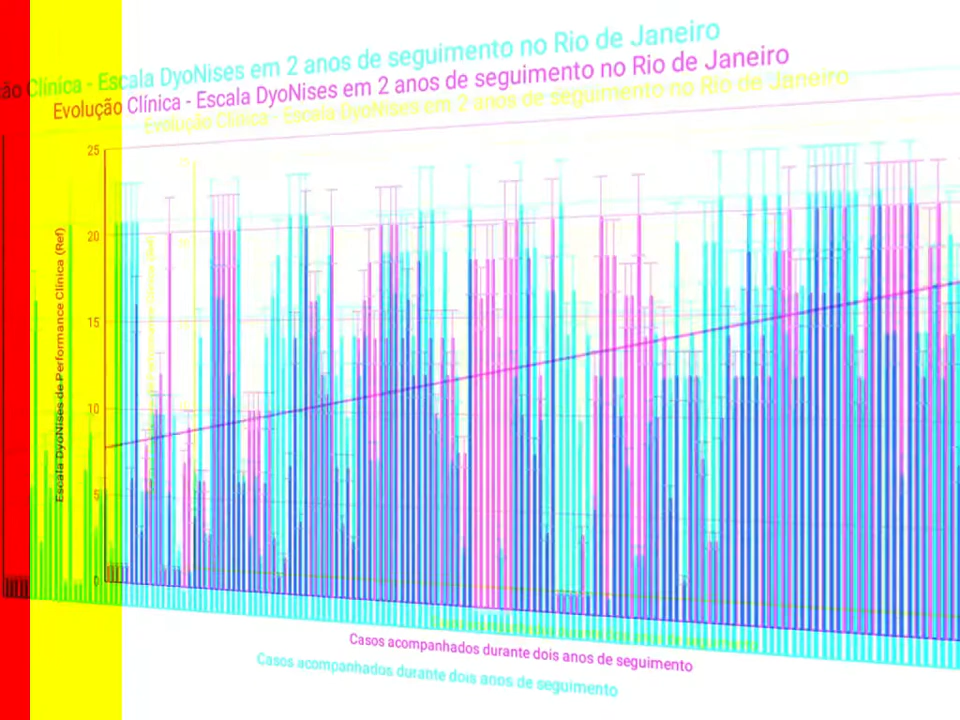 ão Clínica - Escala DyoNises em 2 anos de seguimento no Rio de Janeiro
Evolução Clínica - Escala DyoNises em 2 anos de seguimento no Rio de Janeiro
Evolução Clínica - Escala DyoNises em 2 anos de seguimento no Rio de Janeiro
25
20
15
10
5
0
Escala DyoNises de Performance Clínica (Ref)
Casos acompanhados durante dois anos de seguimento
Casos acompanhados durante dois anos de seguimento